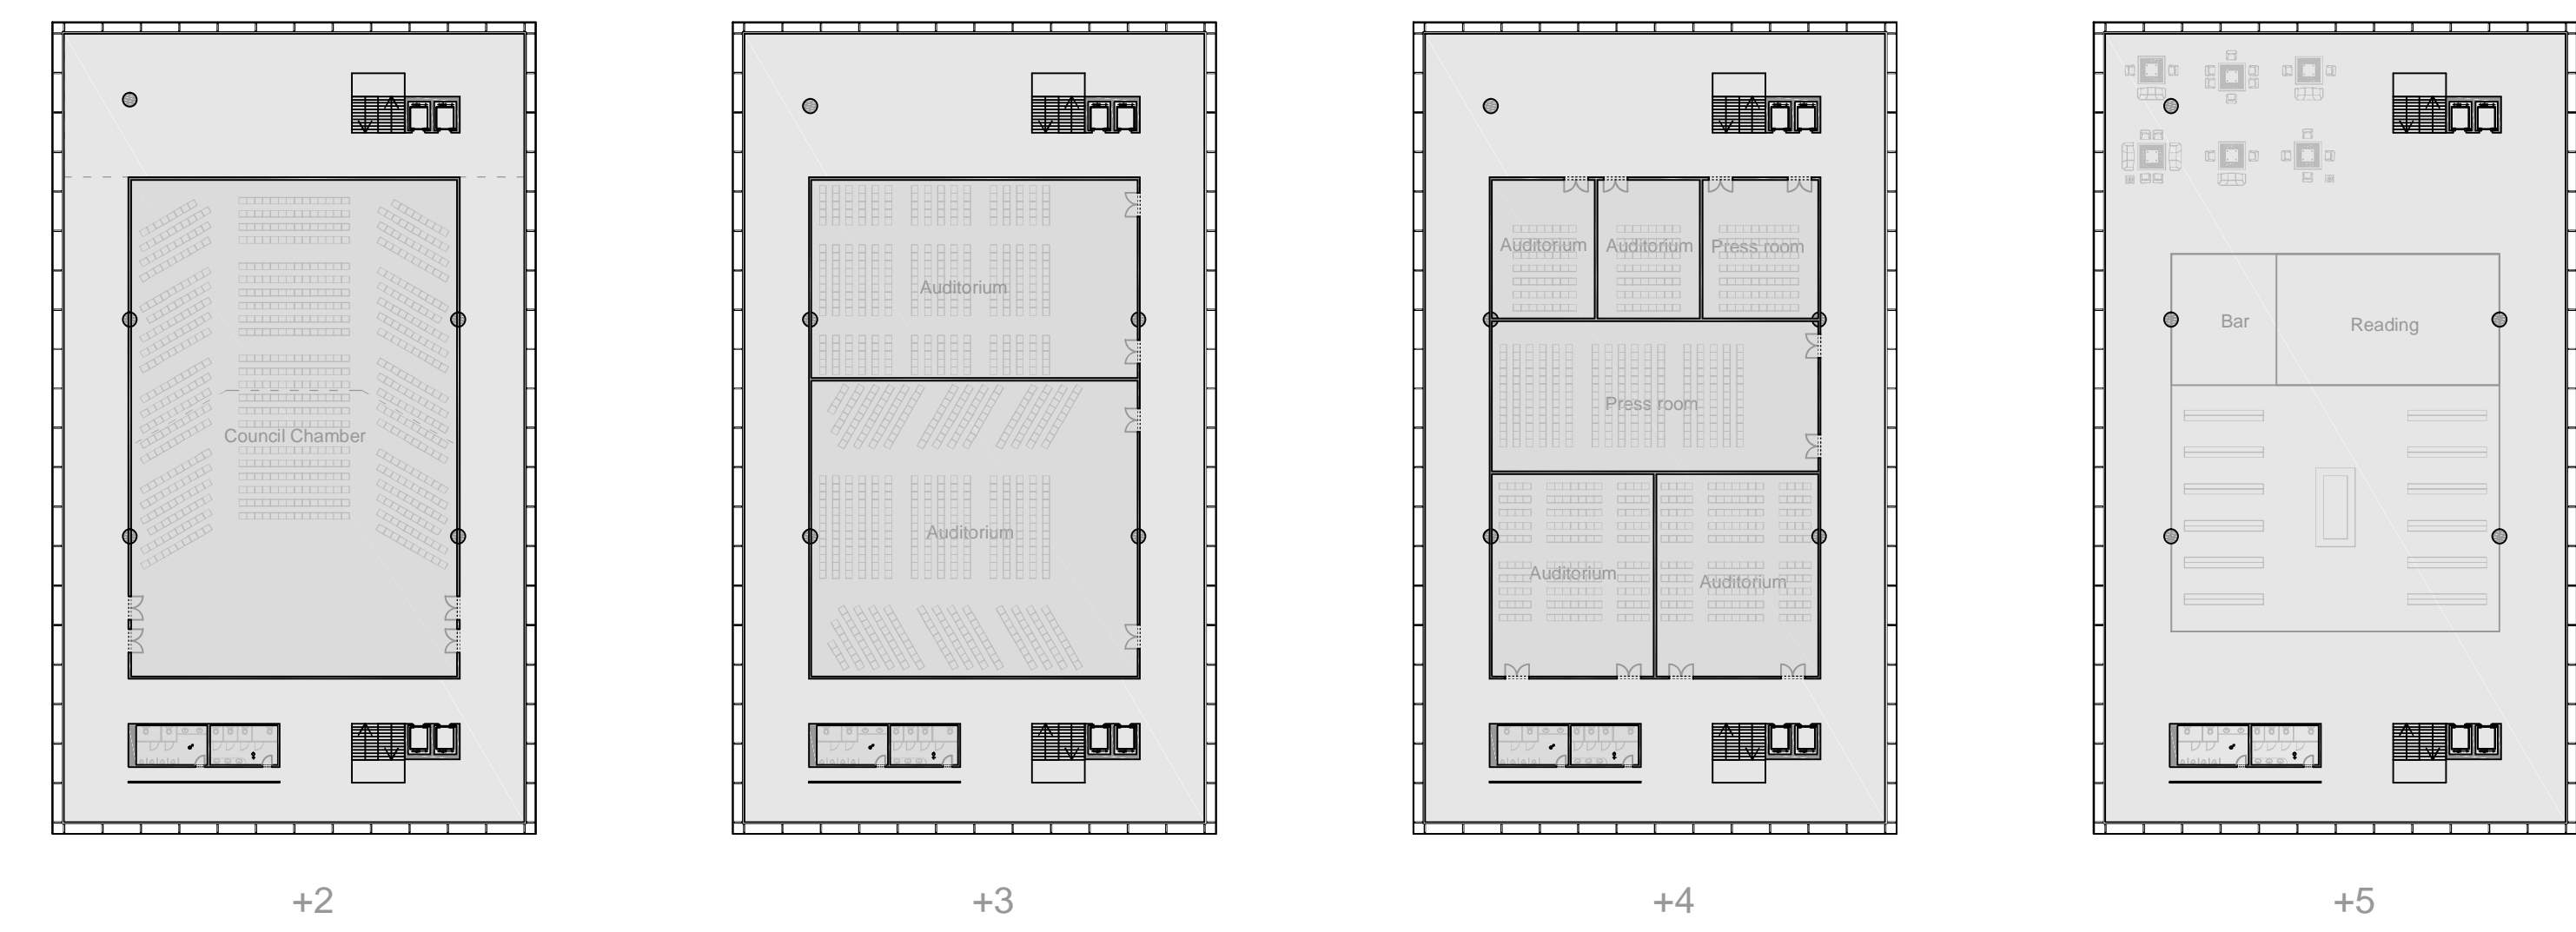 Council Chamber
+2
Auditorium
Auditorium
+3
Auditorium
Auditorium
Press room
Press room
Auditorium
Auditorium
+4
Bar
Reading
+5